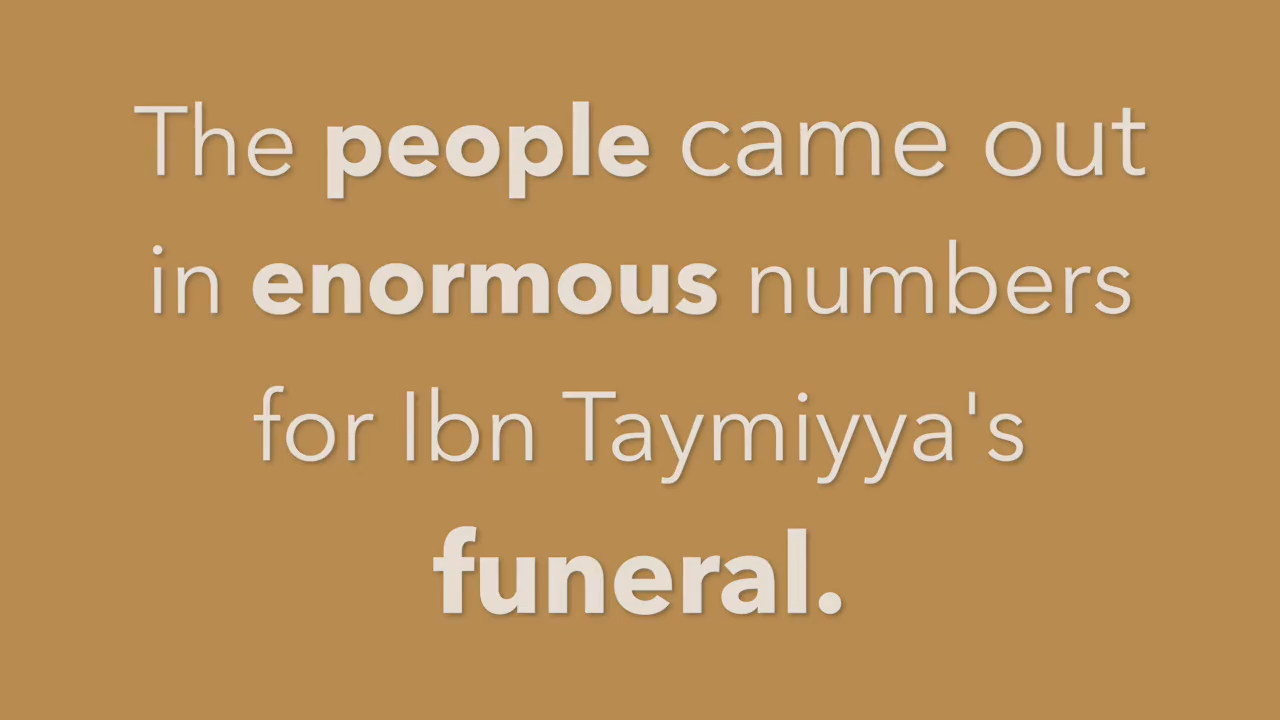 The people came out
in enormous numbers
for Ibn Taymiyya's
funeral.